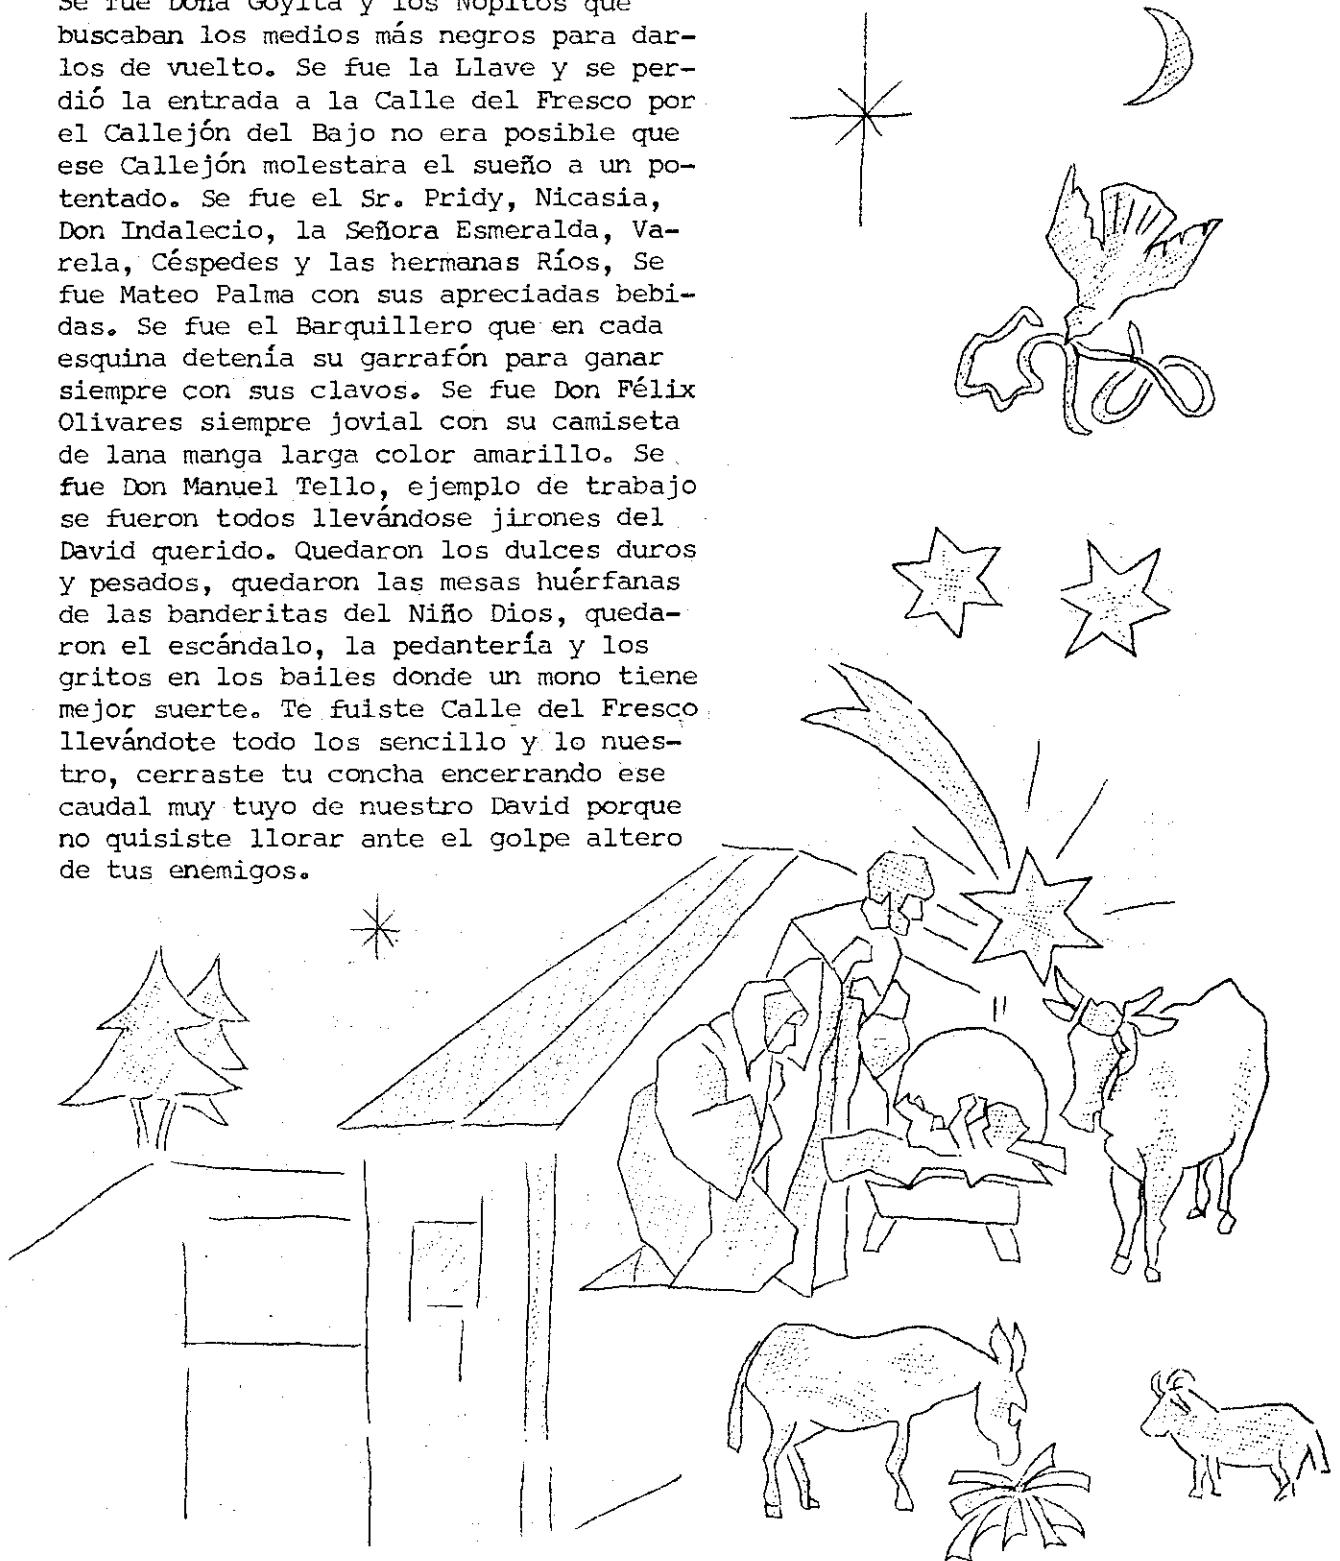 Se fue Doña Goyita y los Nopitos que
buscaban los medios más negros para dar-
los de vuelto. Se fue la Llave y se per-
dió la entrada a la Calle del Fresco por
el Callejón del Bajo no era posible que
ese Callejón molestara el sueño a un po-
tentado. Se fue el Sr. Pridy, Nicasia,
Don Indalecio, la Señora Esmeralda, Va-
rela, Céspedes y las hermanas Ríos, Se
fue Mateo Palma con sus apreciadas bebi-
das. Se fue el Barquillero que en cada
esquina detenía su garrafón para ganar
siempre con sus clavos. Se fue Don Félix
Olivares siempre jovial con su camiseta
de lana manga larga color amarillo. Se
fue Don Manuel Tello, ejemplo de trabajo
se fueron todos llevándose jirones del
David querido. Quedaron los dulces duros
y pesados, quedaron las mesas huérfanas
de las banderitas del Niño Dios, queda-
ron el escándalo, la pedantería y los
gritos en los bailes donde un mono tiene
mejor suerte. Te fuiste Calle del Fresco
llevándote todo los sencillo y lo nues-
tro, cerraste tu concha encerrando ese
caudal muy tuyo de nuestro David porque
no quisiste llorar ante el golpe altero
de tus enemigos.